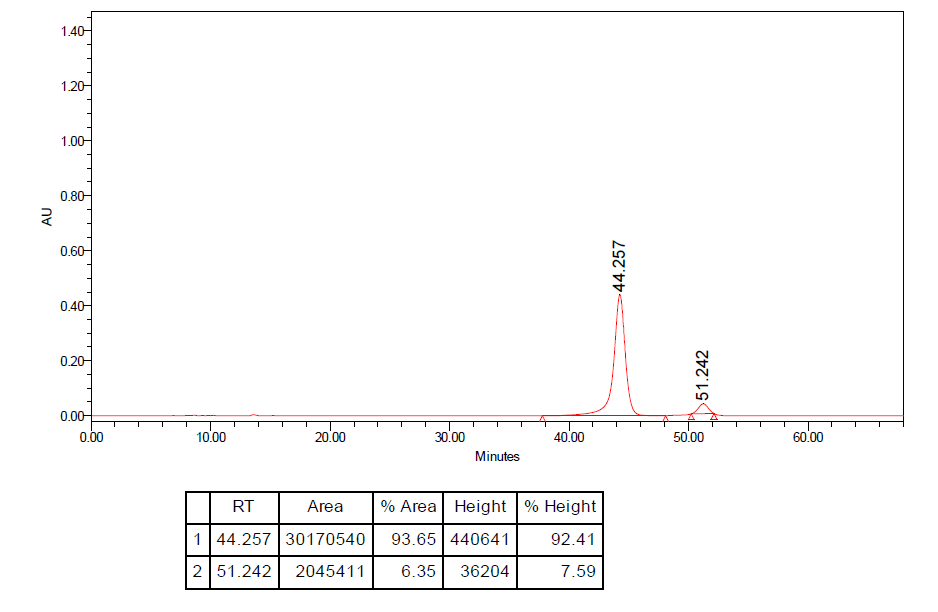 1.40
1.20
1.00
0.80
0.60
0.40
0.20
0.00
AU
44.257
51.242
0.00 10.00 20.00 30.00 40.00 50.00 60.00
Minutes
RT Area % Area Height % Height
1 44.257 30170540 93.65 440641 92.41
2 51.242 2045411 6.35 36204 7.59